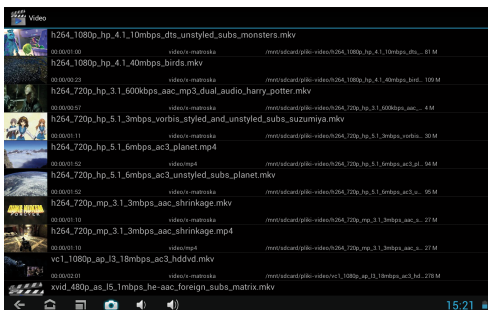 Video
h264_1080p_hp_4.1_10mbps_dts_unstyled_subs_monsters.mkv
00:00/01:00 video/x-matroska /mnt/sdcard/pliki-video/h264_1080p_hp_4.1_10mbps_dts_... 81 M
h264_1080p_hp_4.1_40mbps_birds.mkv
00:00/00:23 video/x-matroska /mnt/sdcard/pliki-video/h264_1080p_hp_4.1_40mbps_bird... 109 M
h264_720p_hp_3.1_600kbps_aac_mp3_dual_audio_harry_potter.mkv
00:00/00:57 video/x-matroska /mnt/sdcard/pliki-video/h264_720p_hp_3.1_600kbps_aac_... 4 M
h264_720p_hp_5.1_3mbps_vorbis_styled_and_unstyled_subs_suzumiya.mkv
00:00/01:11 video/x-matroska /mnt/sdcard/pliki-video/h264_720p_hp_5.1_3mbps_vorbis... 30 M
h264_720p_hp_5.1_6mbps_ac3_planet.mp4
00:00/01:52 video/mp4 /mnt/sdcard/pliki-video/h264_720p_hp_5.1_6mbps_ac3_pl... 94 M
h264_720p_hp_5.1_6mbps_ac3_unstyled_subs_planet.mkv
00:00/01:52 video/x-matroska /mnt/sdcard/pliki-video/h264_720p_hp_5.1_6mbps_ac3_u... 95 M
h264_720p_mp_3.1_3mbps_aac_shrinkage.mkv
00:00/01:10 video/x-matroska /mnt/sdcard/pliki-video/h264_720p_mp_3.1_3mbps_aac_s... 27 M
h264_720p_mp_3.1_3mbps_aac_shrinkage.mp4
00:00/01:10 video/mp4 /mnt/sdcard/pliki-video/h264_720p_mp_3.1_3mbps_aac_s... 27 M
vc1_1080p_ap_l3_18mbps_ac3_hddvd.mkv
00:00/02:01 video/x-matroska /mnt/sdcard/pliki-video/vc1_1080p_ap_l3_18mbps_ac3_hd... 278 M
xvid_480p_as_l5_1mbps_he-aac_foreign_subs_matrix.mkv
15:21